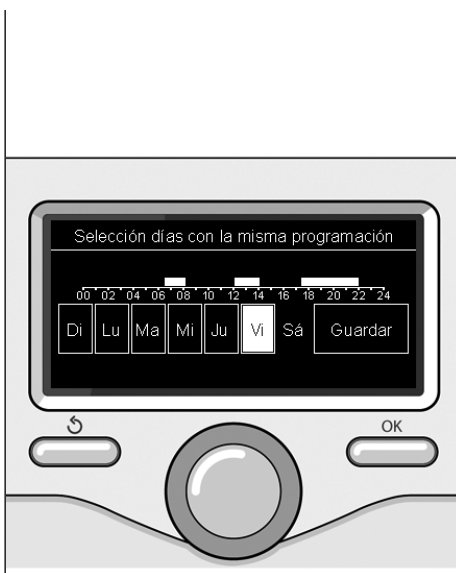 Selección días con la misma programación
00 02 04 06 08 10 12 14 16 18 20 22 24
Di Lu Ma Mi Ju Vi Sá Guardar
OK